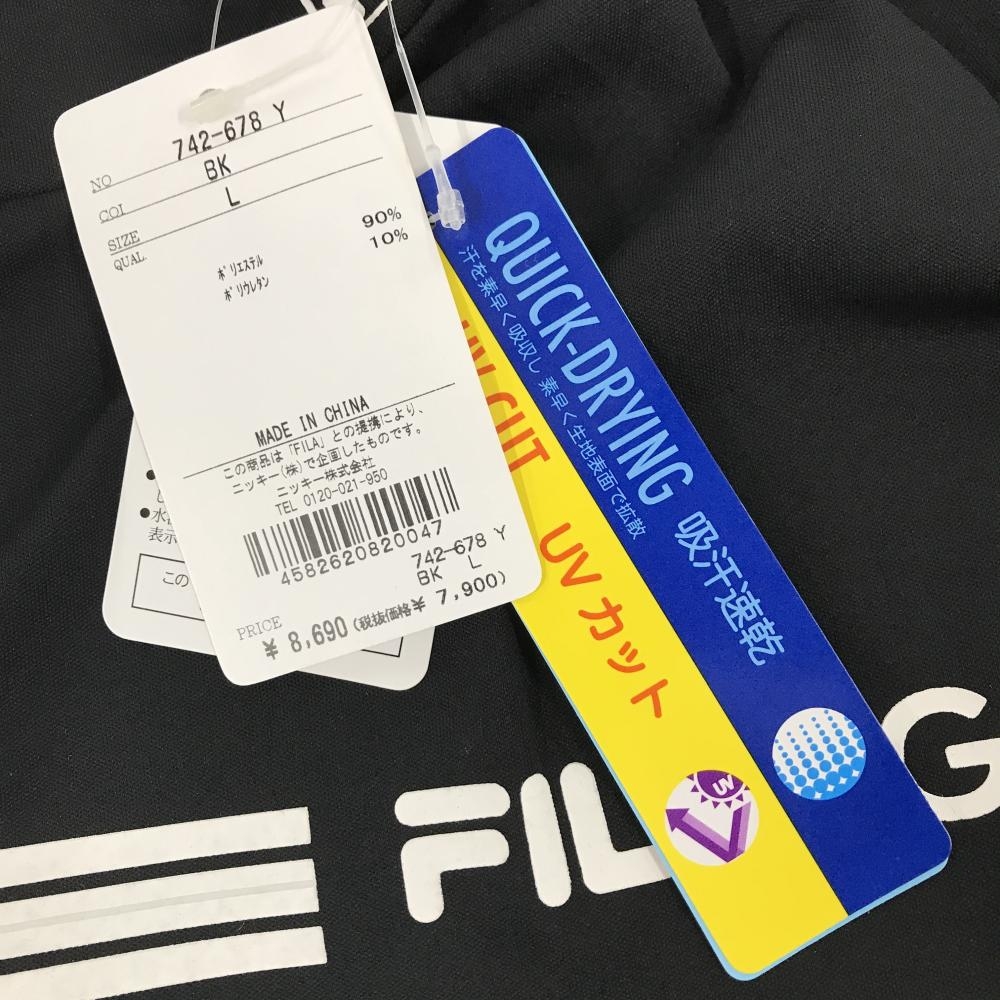 NO 742-678 Y
COL BK
SIZE L
QUAL.
90%
10%
ポリエステル
ポリウレタン
MADE IN CHINA
この商品は「FILA」との提携により、
ニッキー(株)で企画したものです。
ニッキー株式会社
TEL 0120-021-950
4582620820047
742-678 Y
BK L
PRICE ¥ 8,690 (税抜価格¥ 7,900)
QUICK-DRYING 吸汗速乾
汗を素早く吸収し 素早く生地表面で拡散
UV CUT UVカット
UV
この
表示
FILA G